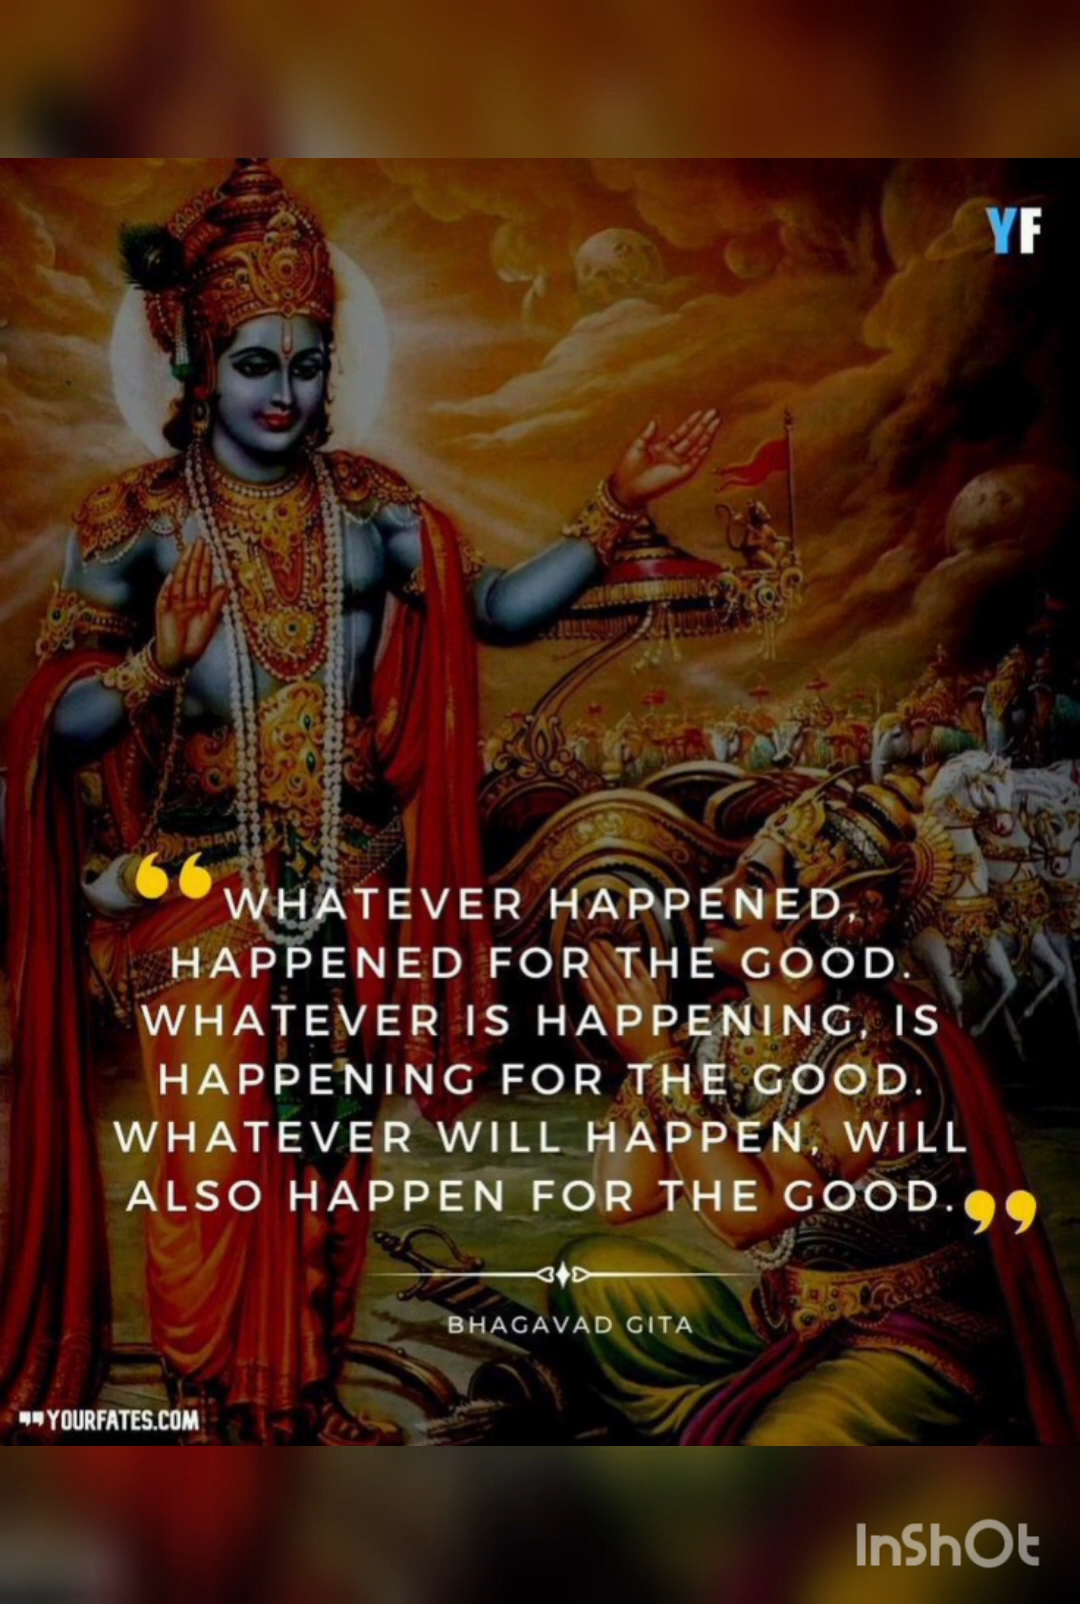 YF
“WHATEVER HAPPENED,
HAPPENED FOR THE GOOD.
WHATEVER IS HAPPENING, IS
HAPPENING FOR THE GOOD.
WHATEVER WILL HAPPEN, WILL
ALSO HAPPEN FOR THE GOOD.”
BHAGAVAD GITA
❞YOURFATES.COM
InShOt